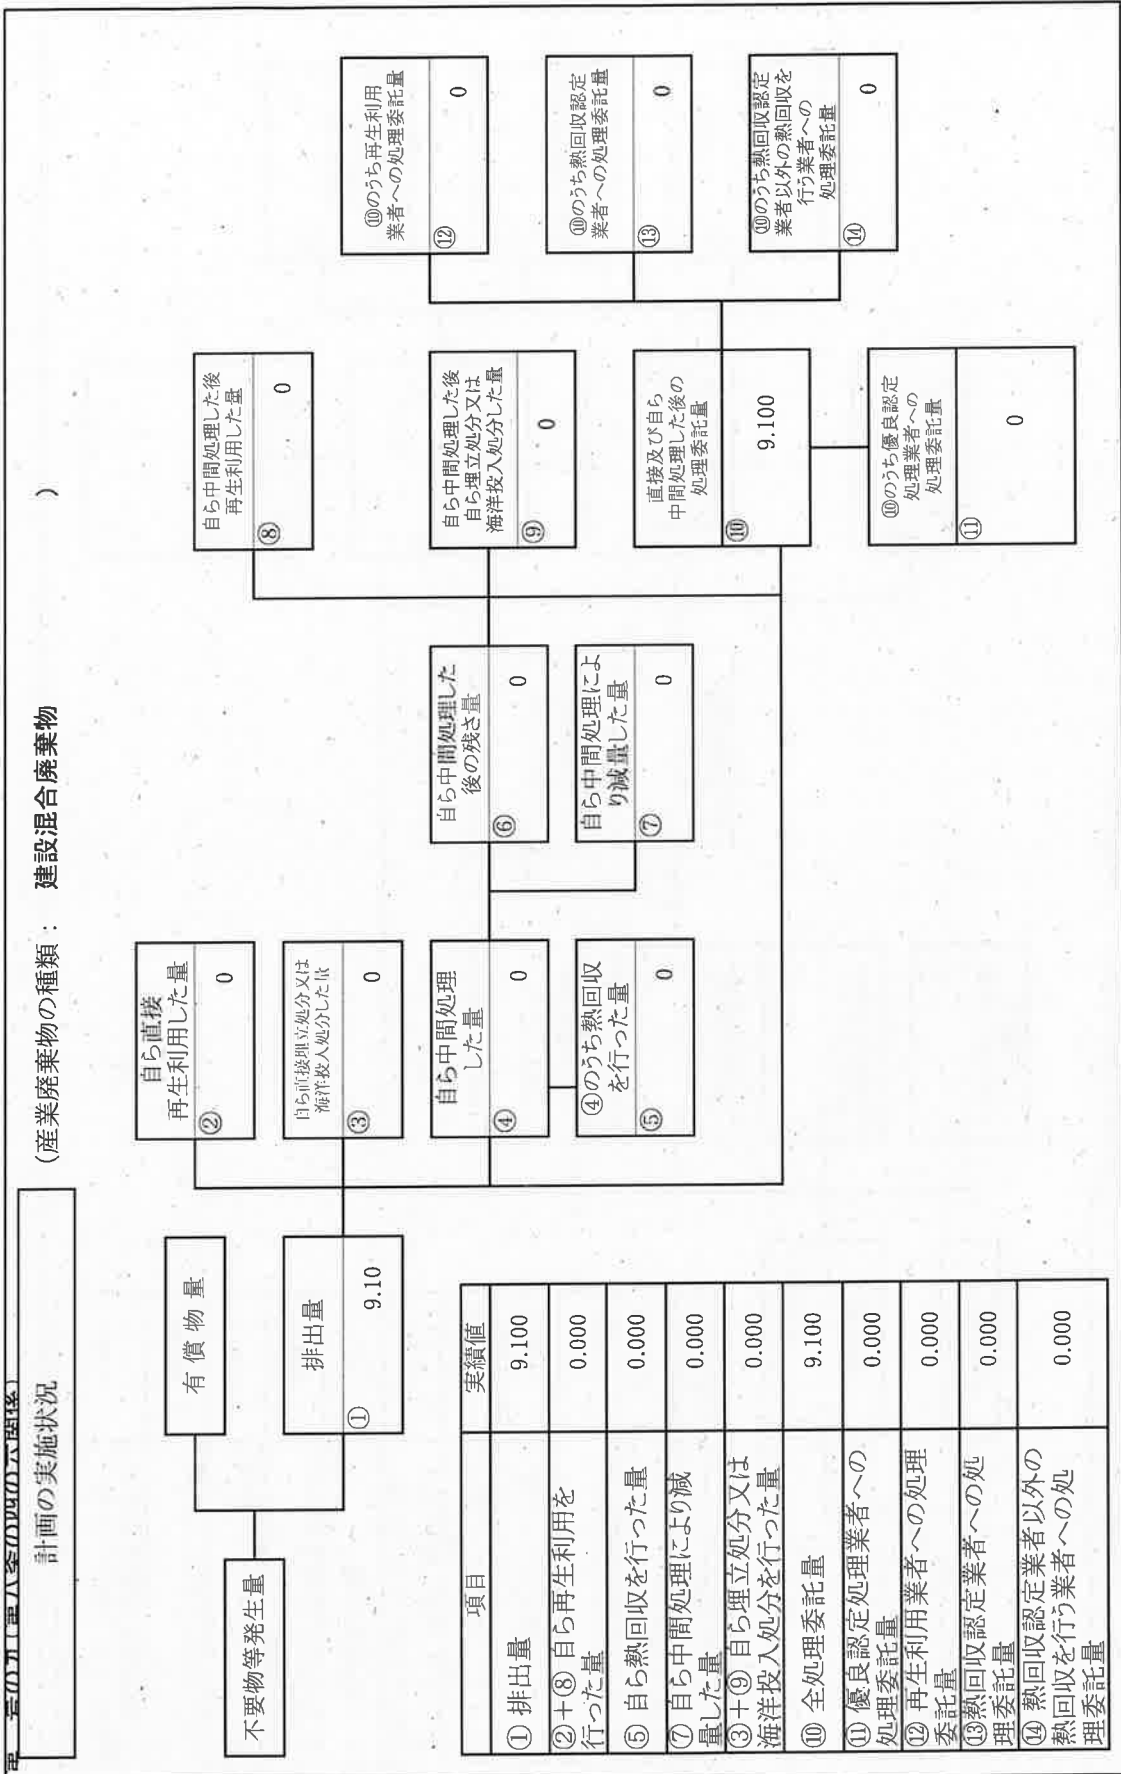 計画の実施状況
(産業廃棄物の種類：　建設混合廃棄物　)
不要物等発生量
有償物量
排出量
①
9.10
自ら直接
再生利用した量
②
0
自ら直接埋立処分又は
海洋投入処分した量
③
0
自ら中間処理
した量
④
0
④のうち熱回収
を行った量
⑤
0
自ら中間処理した
後の残さ量
⑥
0
自ら中間処理によ
り減量した量
⑦
0
自ら中間処理した後
再生利用した量
⑧
0
自ら中間処理した後
自ら埋立処分又は
海洋投入処分した量
⑨
0
直接及び自ら
中間処理した後の
処理委託量
⑩
9.100
⑩のうち優良認定
処理業者への
処理委託量
⑪
0
⑩のうち再生利用
業者への処理委託量
⑫
0
⑩のうち熱回収認定
業者への処理委託量
⑬
0
⑩のうち熱回収認定
業者以外の熱回収を
行う業者への
処理委託量
⑭
0
項目　実績値
①排出量　9.100
②＋⑧ 自ら再生利用を
行った量　0.000
⑤ 自ら熱回収を行った量　0.000
⑦ 自ら中間処理により減
量した量　0.000
③＋⑨ 自ら埋立処分又は
海洋投入処分を行った量　0.000
⑩ 全処理委託量　9.100
⑪ 優良認定処理業者への
処理委託量　0.000
⑫ 再生利用業者への処理
委託量　0.000
⑬熱回収認定業者への処
理委託量　0.000
⑭ 熱回収認定業者以外の
熱回収を行う業者への処
理委託量　0.000